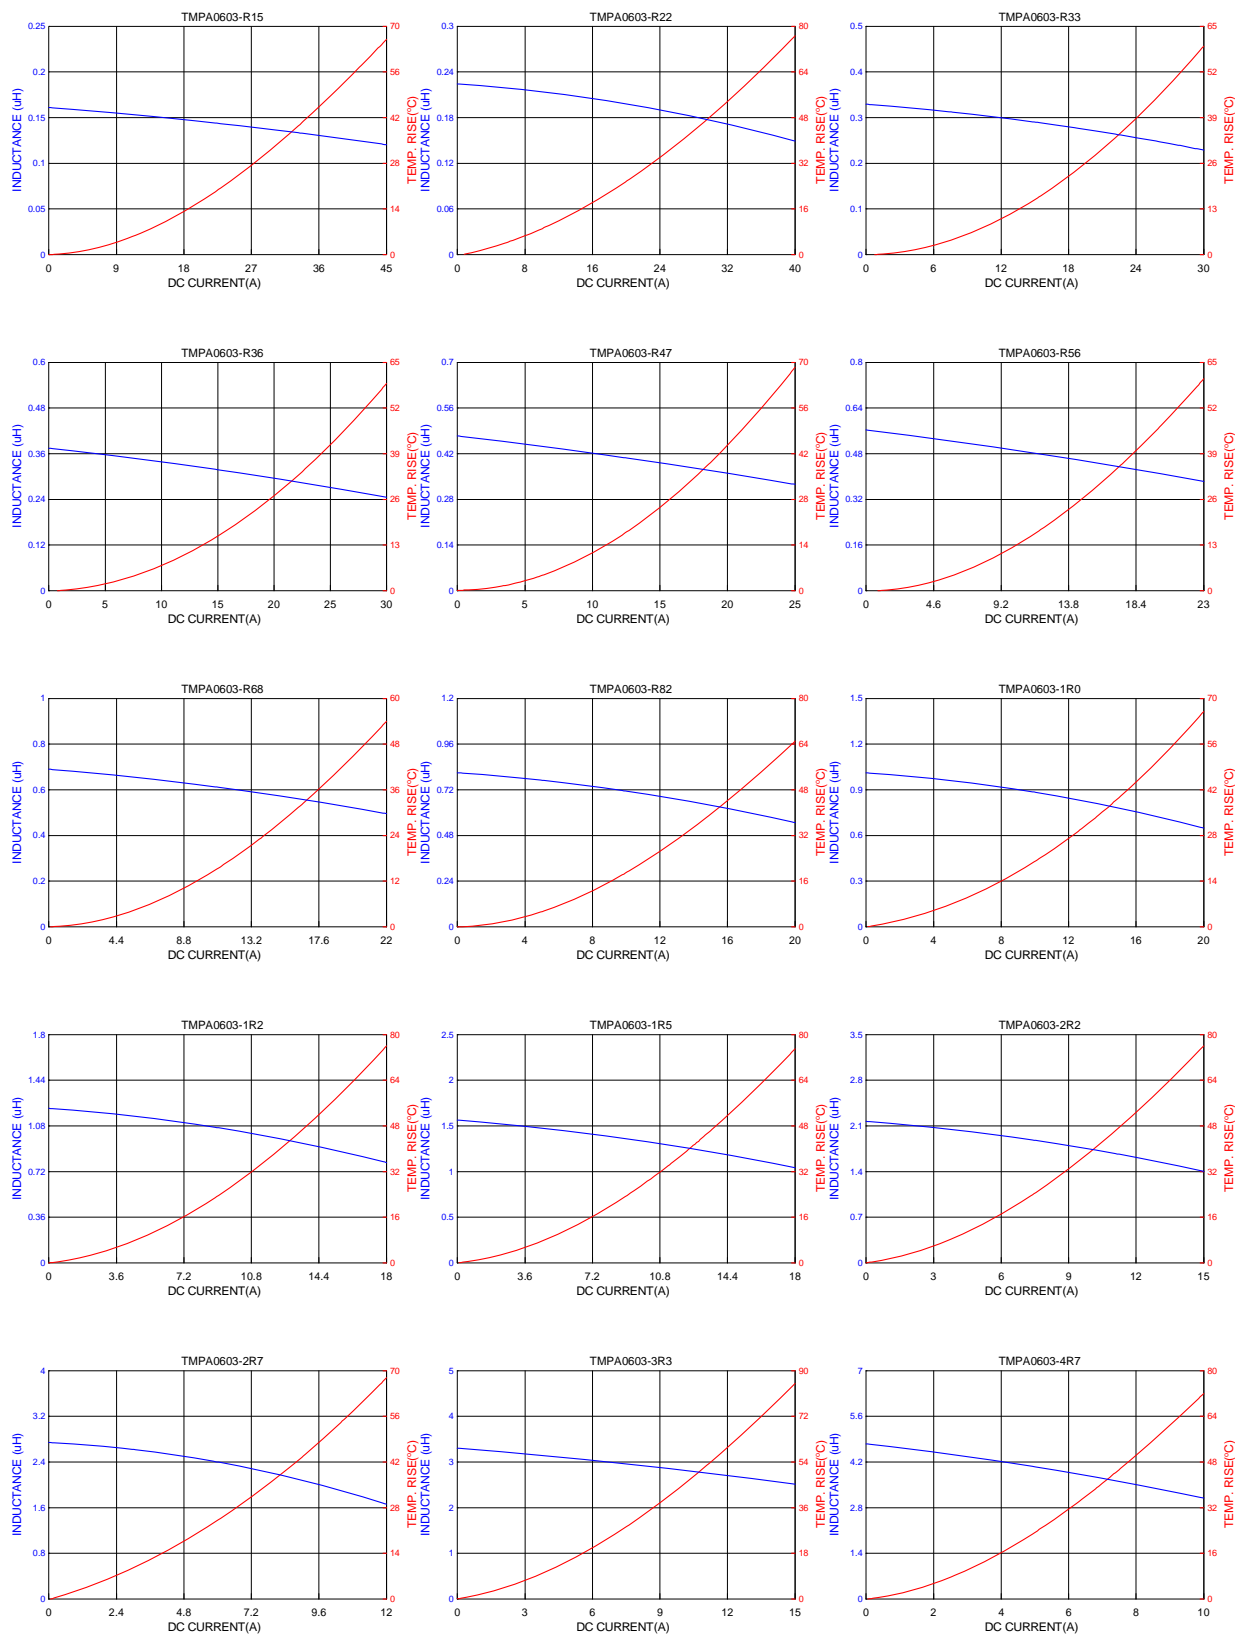 TMPA0603-R15
INDUCTANCE (uH)
0.25
0.2
0.15
0.1
0.05
0
70
56
42
28
14
0
TEMP. RISE(°C)
0 9 18 27 36 45
DC CURRENT(A)
TMPA0603-R22
INDUCTANCE (uH)
0.3
0.24
0.18
0.12
0.06
0
80
64
48
32
16
0
TEMP. RISE(°C)
0 8 16 24 32 40
DC CURRENT(A)
TMPA0603-R33
INDUCTANCE (uH)
0.5
0.4
0.3
0.2
0.1
0
65
52
39
26
13
0
TEMP. RISE(°C)
0 6 12 18 24 30
DC CURRENT(A)
TMPA0603-R36
INDUCTANCE (uH)
0.6
0.48
0.36
0.24
0.12
0
65
52
39
26
13
0
TEMP. RISE(°C)
0 5 10 15 20 25 30
DC CURRENT(A)
TMPA0603-R47
INDUCTANCE (uH)
0.7
0.56
0.42
0.28
0.14
0
70
56
42
28
14
0
TEMP. RISE(°C)
0 5 10 15 20 25
DC CURRENT(A)
TMPA0603-R56
INDUCTANCE (uH)
0.8
0.64
0.48
0.32
0.16
0
65
52
39
26
13
0
TEMP. RISE(°C)
0 4.6 9.2 13.8 18.4 23
DC CURRENT(A)
TMPA0603-R68
INDUCTANCE (uH)
1
0.8
0.6
0.4
0.2
0
60
48
36
24
12
0
TEMP. RISE(°C)
0 4.4 8.8 13.2 17.6 22
DC CURRENT(A)
TMPA0603-R82
INDUCTANCE (uH)
1.2
0.96
0.72
0.48
0.24
0
80
64
48
32
16
0
TEMP. RISE(°C)
0 4 8 12 16 20
DC CURRENT(A)
TMPA0603-1R0
INDUCTANCE (uH)
1.5
1.2
0.9
0.6
0.3
0
70
56
42
28
14
0
TEMP. RISE(°C)
0 4 8 12 16 20
DC CURRENT(A)
TMPA0603-1R2
INDUCTANCE (uH)
1.8
1.44
1.08
0.72
0.36
0
80
64
48
32
16
0
TEMP. RISE(°C)
0 3.6 7.2 10.8 14.4 18
DC CURRENT(A)
TMPA0603-1R5
INDUCTANCE (uH)
2.5
2
1.5
1
0.5
0
80
64
48
32
16
0
TEMP. RISE(°C)
0 3.6 7.2 10.8 14.4 18
DC CURRENT(A)
TMPA0603-2R2
INDUCTANCE (uH)
3.5
2.8
2.1
1.4
0.7
0
80
64
48
32
16
0
TEMP. RISE(°C)
0 3 6 9 12 15
DC CURRENT(A)
TMPA0603-2R7
INDUCTANCE (uH)
4
3.2
2.4
1.6
0.8
0
70
56
42
28
14
0
TEMP. RISE(°C)
0 2.4 4.8 7.2 9.6 12
DC CURRENT(A)
TMPA0603-3R3
INDUCTANCE (uH)
5
4
3
2
1
0
90
72
54
36
18
0
TEMP. RISE(°C)
0 3 6 9 12 15
DC CURRENT(A)
TMPA0603-4R7
INDUCTANCE (uH)
7
5.6
4.2
2.8
1.4
0
80
64
48
32
16
0
TEMP. RISE(°C)
0 2 4 6 8 10
DC CURRENT(A)